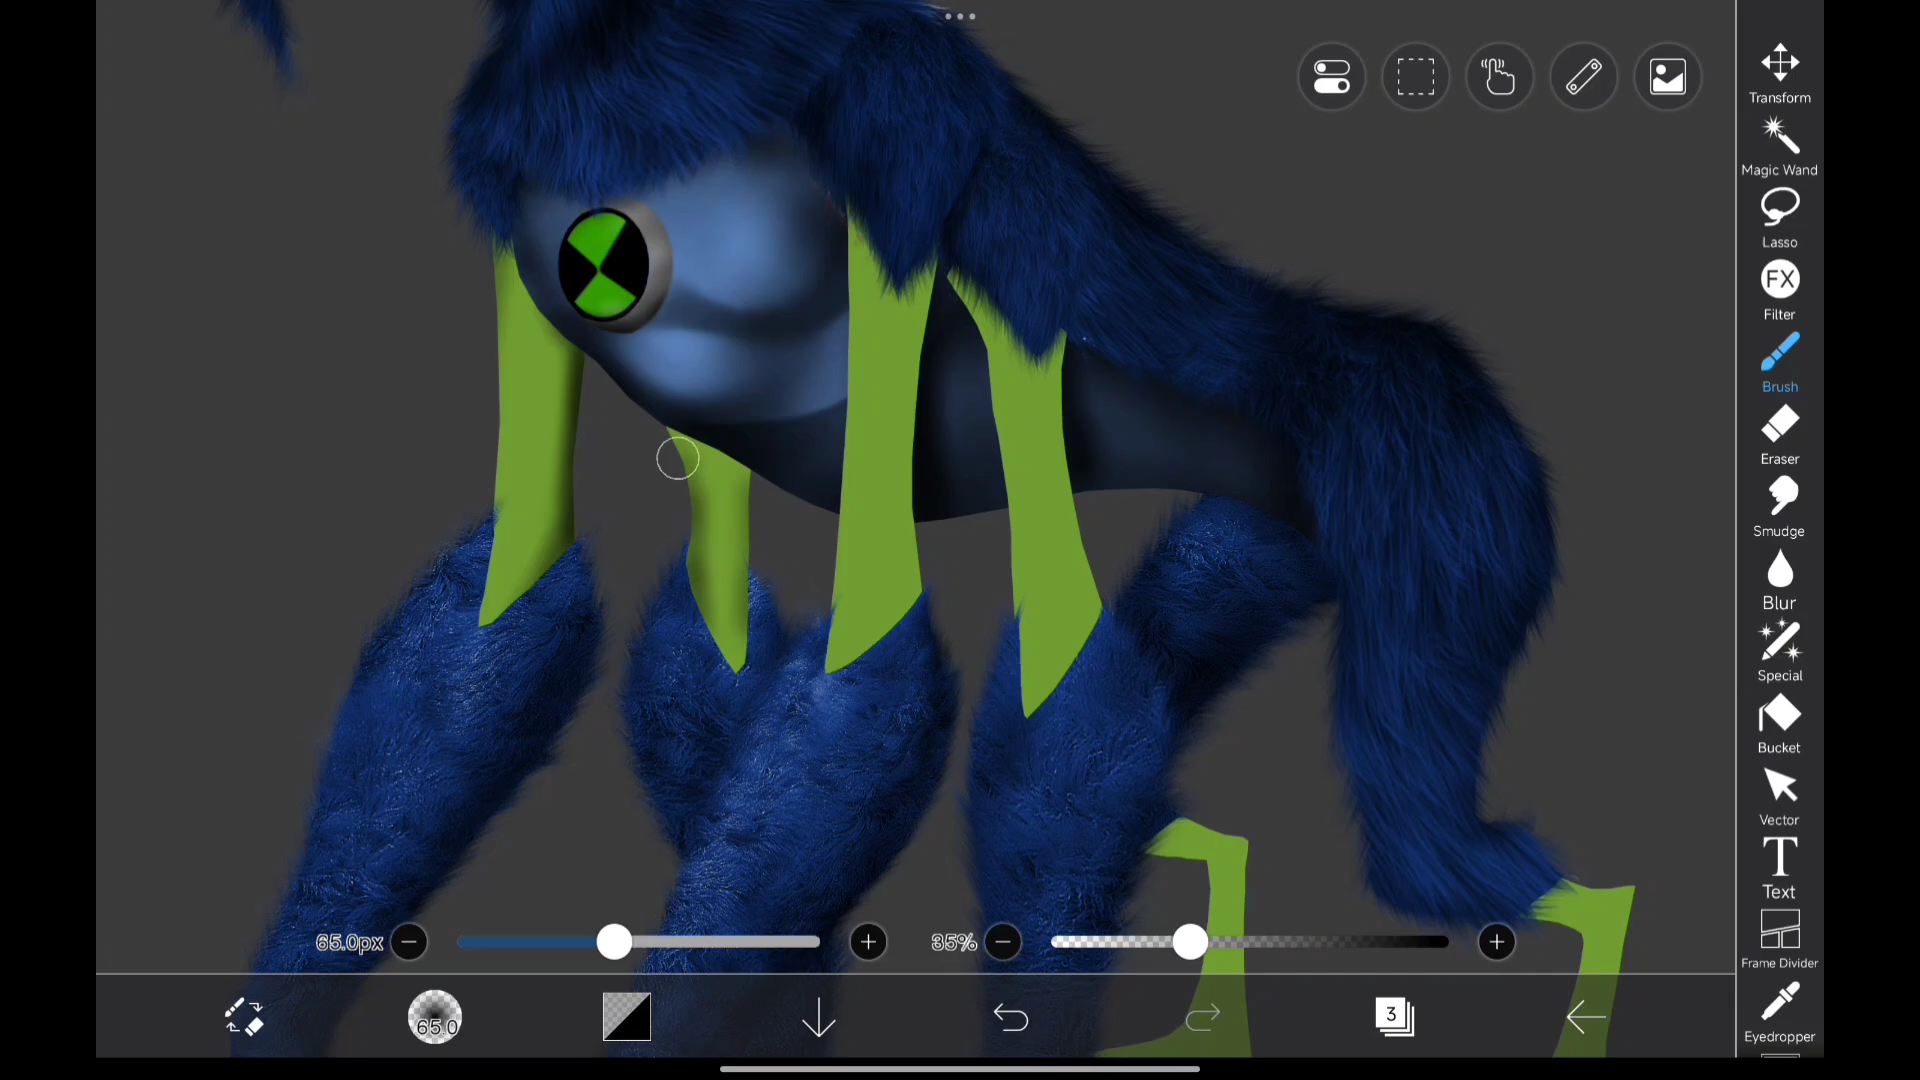 Transform
Magic Wand
Lasso
FX
Filter
Brush
Eraser
Smudge
Blur
Special
Bucket
Vector
T
Text
Frame Divider
Eyedropper
65.0px
35%
65.0
3